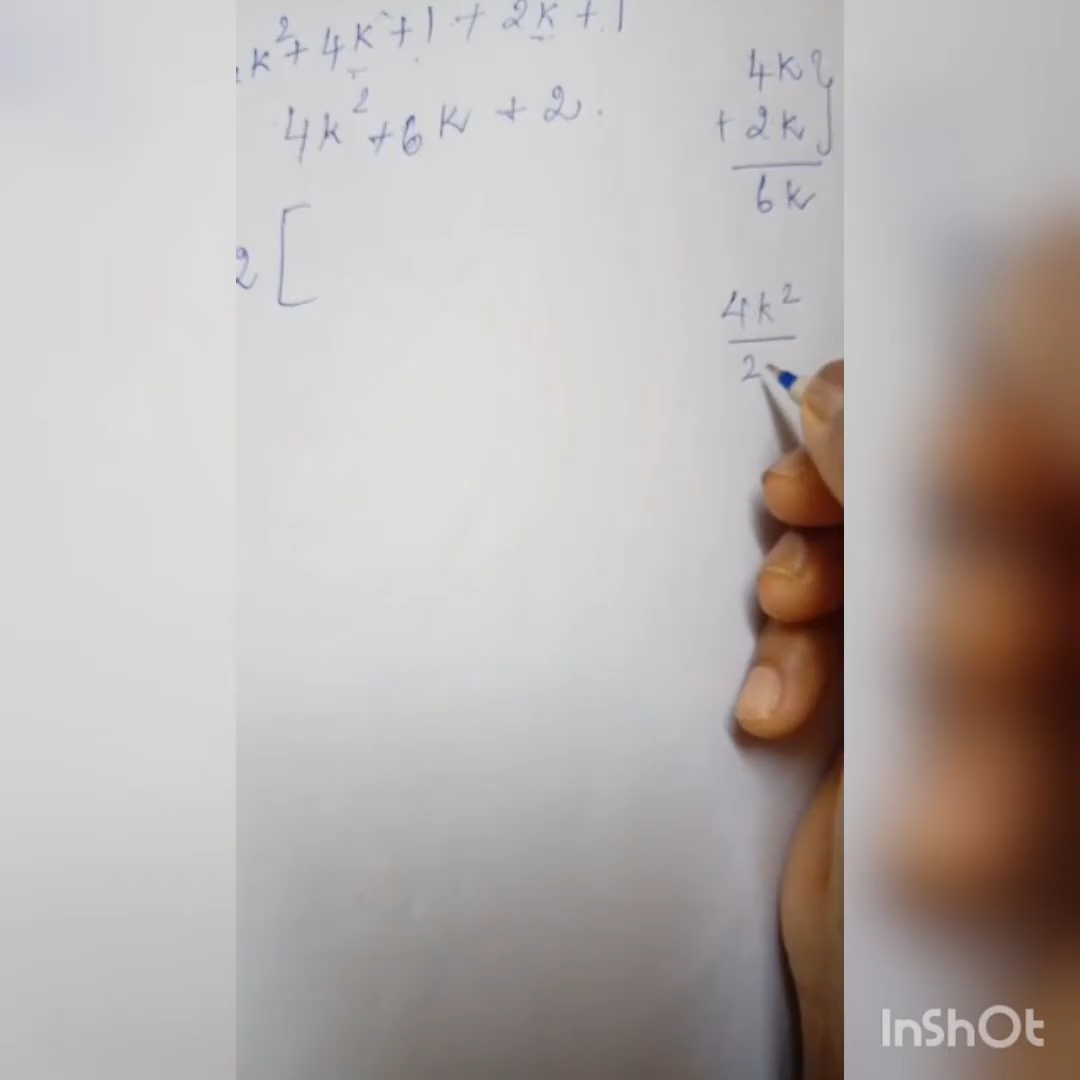 k² + 4k + 1 + 2k + 1
4k² + 6k + 2.
2 [
4k
+ 2k
6k
4k²
2
InShOt